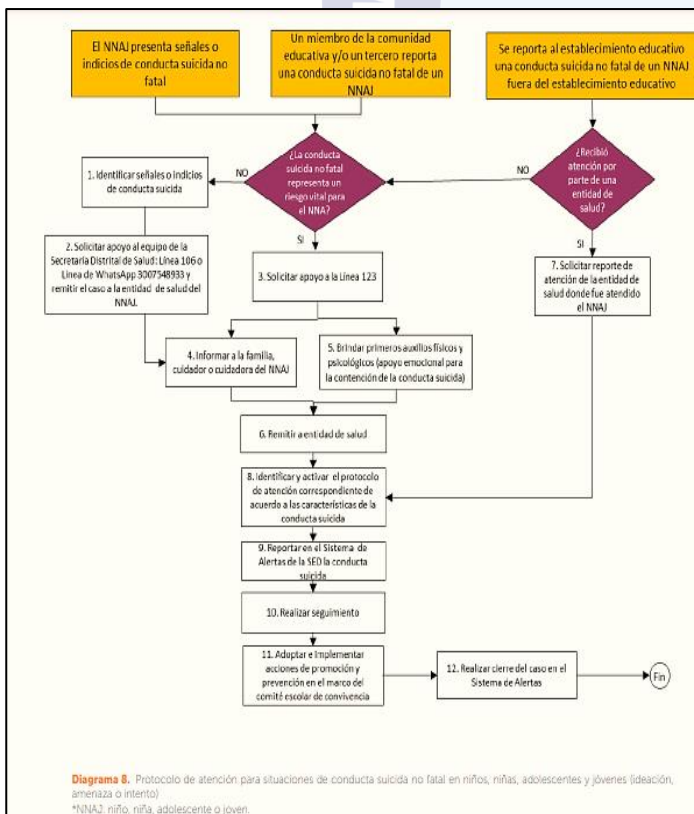 El NNAJ presenta señales o
indicios de conducta suicida no
fatal
Un miembro de la comunidad
educativa y/o un tercero reporta
una conducta suicida no fatal de un
NNAJ
Se reporta al establecimiento educativo
una conducta suicida no fatal de un NNAJ
fuera del establecimiento educativo
¿La conducta
suicida no fatal
representa un
riesgo vital para
el NNA?
NO
SI
¿Recibió
atención por
parte de una
entidad de
salud?
NO
SI
1. Identificar señales o indicios
de conducta suicida
2. Solicitar apoyo al equipo de la
Secretaría Distrital de Salud: Línea 106 o
Línea de WhatsApp 3007548933 y
remitir el caso a la entidad de salud del
NNAJ.
3. Solicitar apoyo a la Línea 123
7. Solicitar reporte de
atención de la entidad de
salud donde fue atendido
el NNAJ
4. Informar a la familia,
cuidador o cuidadora del NNAJ
5. Brindar primeros auxilios físicos y
psicológicos (apoyo emocional para
la contención de la conducta suicida)
6. Remitir a entidad de salud
8. Identificar y activar el protocolo
de atención correspondiente de
acuerdo a las características de la
conducta suicida
9. Reportar en el Sistema de
Alertas de la SED la conducta
suicida
10. Realizar seguimiento
11. Adoptar e implementar
acciones de promoción y
prevención en el marco del
comité escolar de convivencia
12. Realizar cierre del caso en el
Sistema de Alertas
Fin
Diagrama 8. Protocolo de atención para situaciones de conducta suicida no fatal en niños, niñas, adolescentes y jóvenes (ideación,
amenaza o intento)
*NNAJ: niño, niña, adolescente o joven.